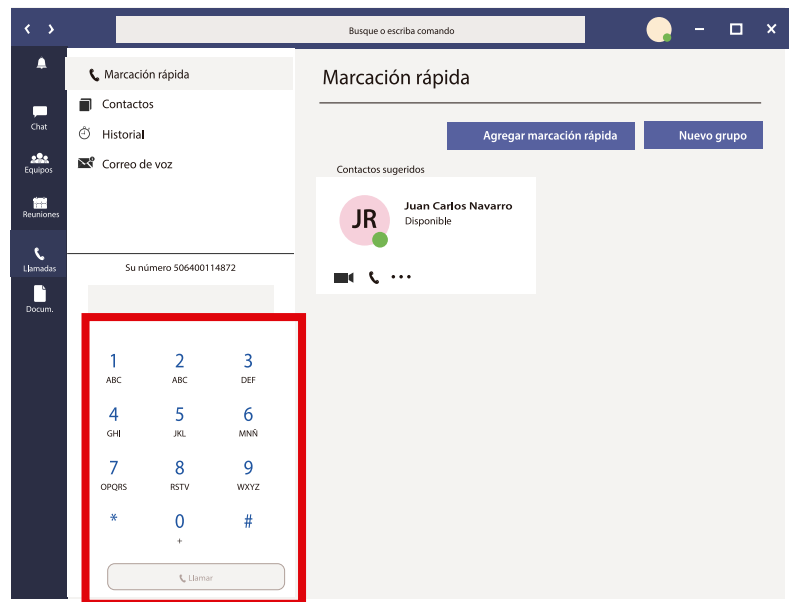 Busque o escriba comando
Chat
Equipos
Reuniones
Llamadas
Docum.
Marcación rápida
Contactos
Historial
Correo de voz
Su número 506400114872
1 2 3
ABC ABC DEF
4 5 6
GHI JKL MNÑ
7 8 9
OPQRS RSTV WXYZ
* 0 #
+
Llamar
Marcación rápida
Agregar marcación rápida Nuevo grupo
Contactos sugeridos
JR
Juan Carlos Navarro
Disponible